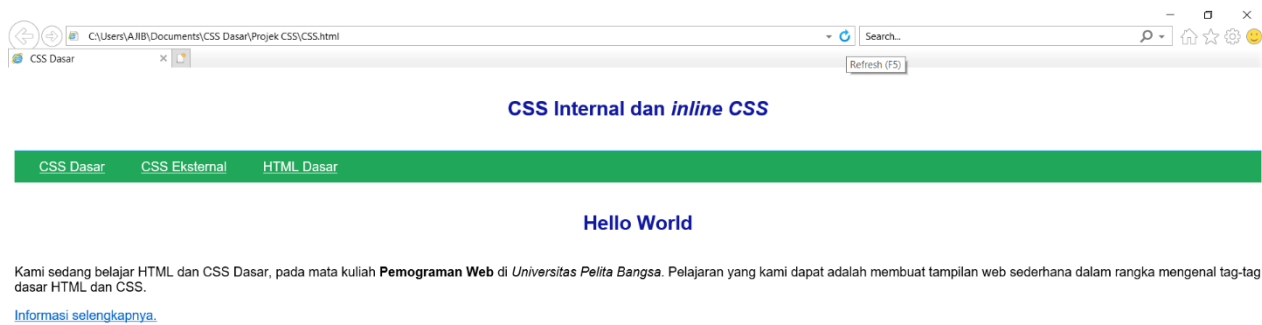 C:\Users\AJIB\Documents\CSS Dasar\Projek CSS\CSS.html
Search...
CSS Dasar
Refresh (F5)
CSS Internal dan inline CSS
CSS Dasar CSS Eksternal HTML Dasar
Hello World
Kami sedang belajar HTML dan CSS Dasar, pada mata kuliah Pemograman Web di Universitas Pelita Bangsa. Pelajaran yang kami dapat adalah membuat tampilan web sederhana dalam rangka mengenal tag-tag
dasar HTML dan CSS.
Informasi selengkapnya.